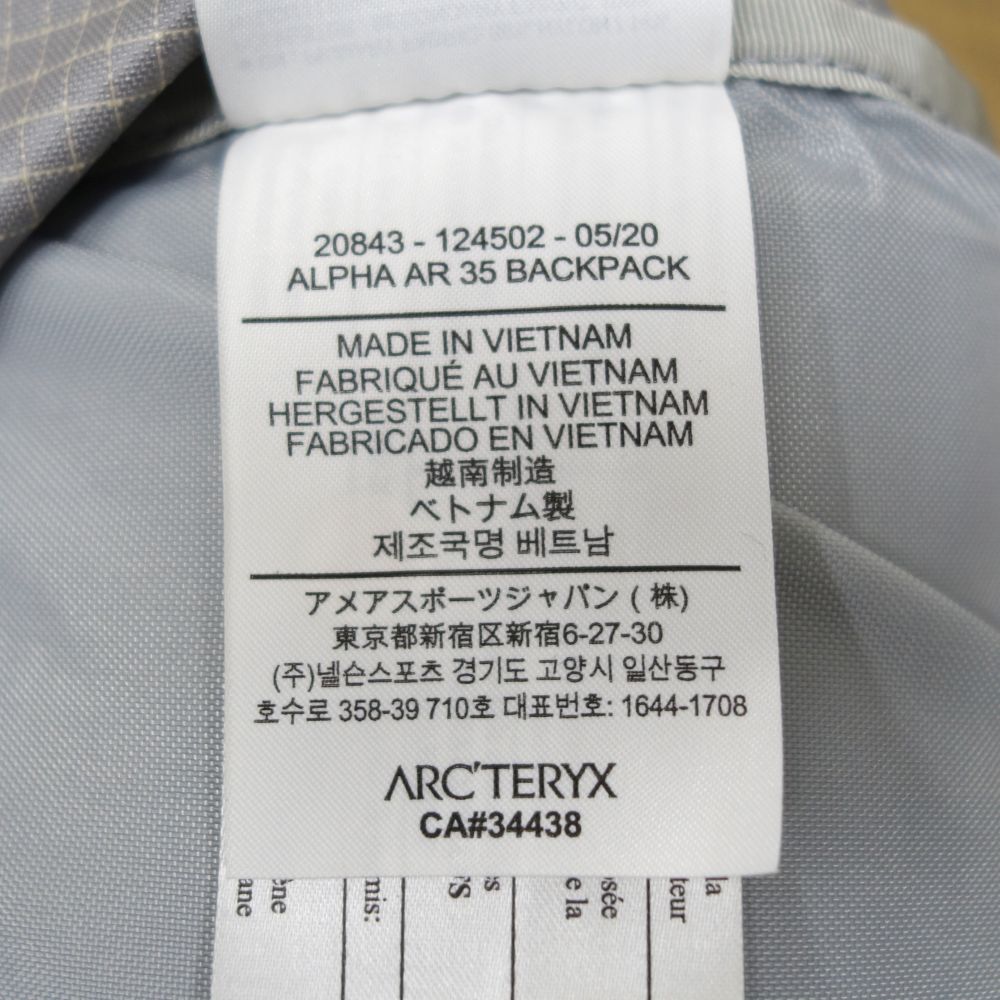 20843 - 124502 - 05/20
ALPHA AR 35 BACKPACK
MADE IN VIETNAM
FABRIQUÉ AU VIETNAM
HERGESTELLT IN VIETNAM
FABRICADO EN VIETNAM
越南制造
ベトナム製
제조국명 베트남
アメアスポーツジャパン ( 株)
東京都新宿区新宿6-27-30
(주)넬슨스포츠 경기도 고양시 일산동구
호수로 358-39 710호 대표번호: 1644-1708
ARC'TERYX
CA#34438
la
de la